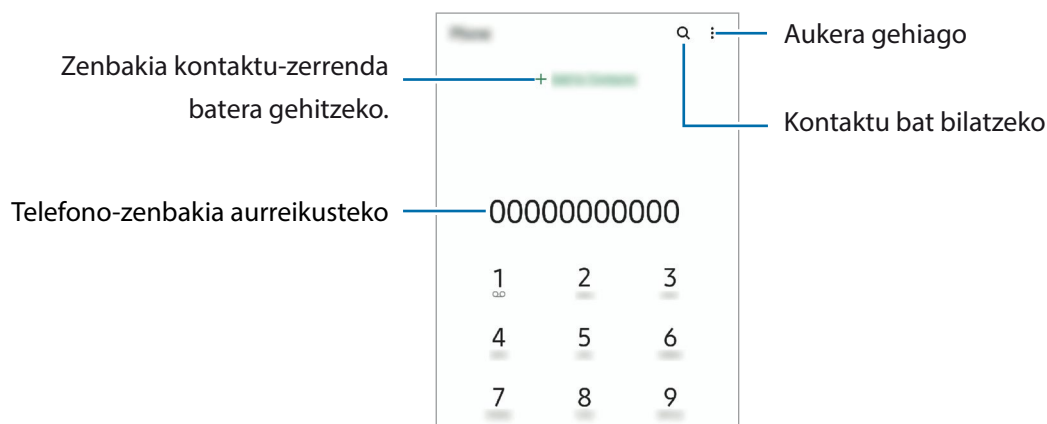 Aukera gehiago
Zenbakia kontaktu-zerrenda
batera gehitzeko.
Kontaktu bat bilatzeko
Telefono-zenbakia aurreikusteko
00000000000
1 2 3
4 5 6
7 8 9